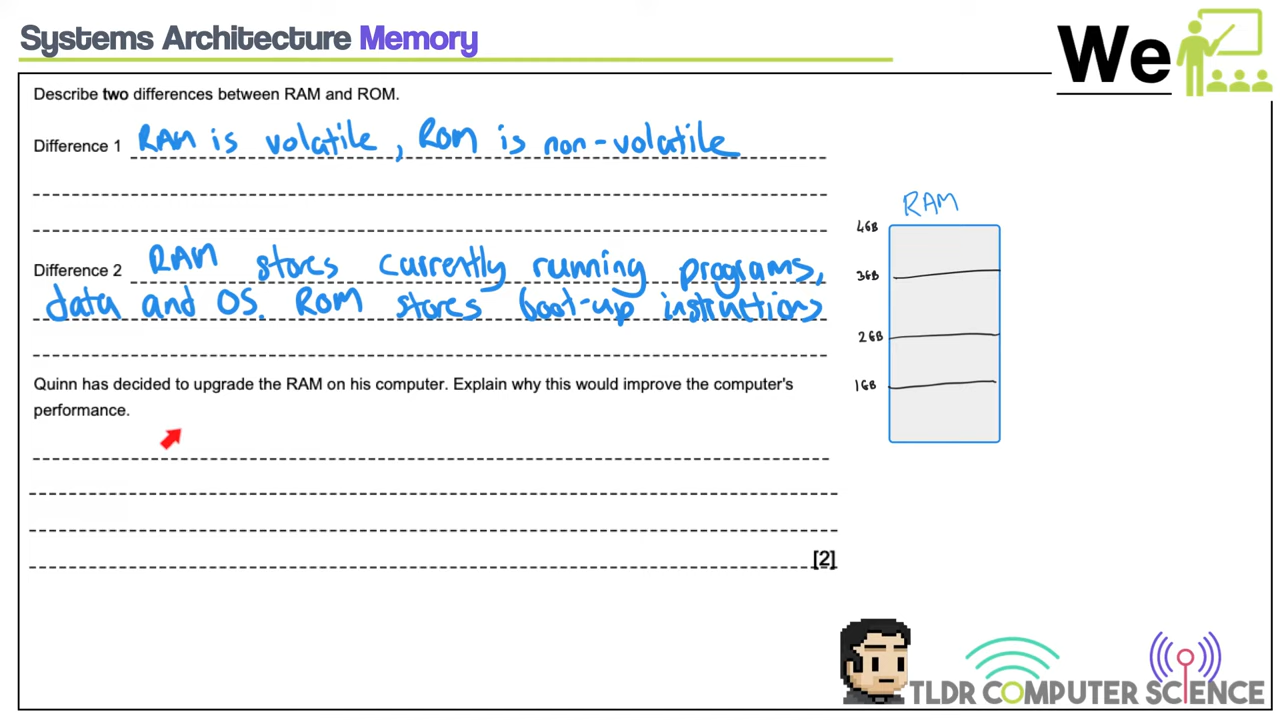 Systems Architecture Memory
We
Describe two differences between RAM and ROM.
Difference 1 RAM is volatile, ROM is non-volatile
Difference 2 RAM stores currently running programs,
data and OS. ROM stores boot-up instructions
Quinn has decided to upgrade the RAM on his computer. Explain why this would improve the computer's
performance.
[2]
RAM
4GB
3GB
2GB
1GB
TLDR COMPUTER SCIENCE